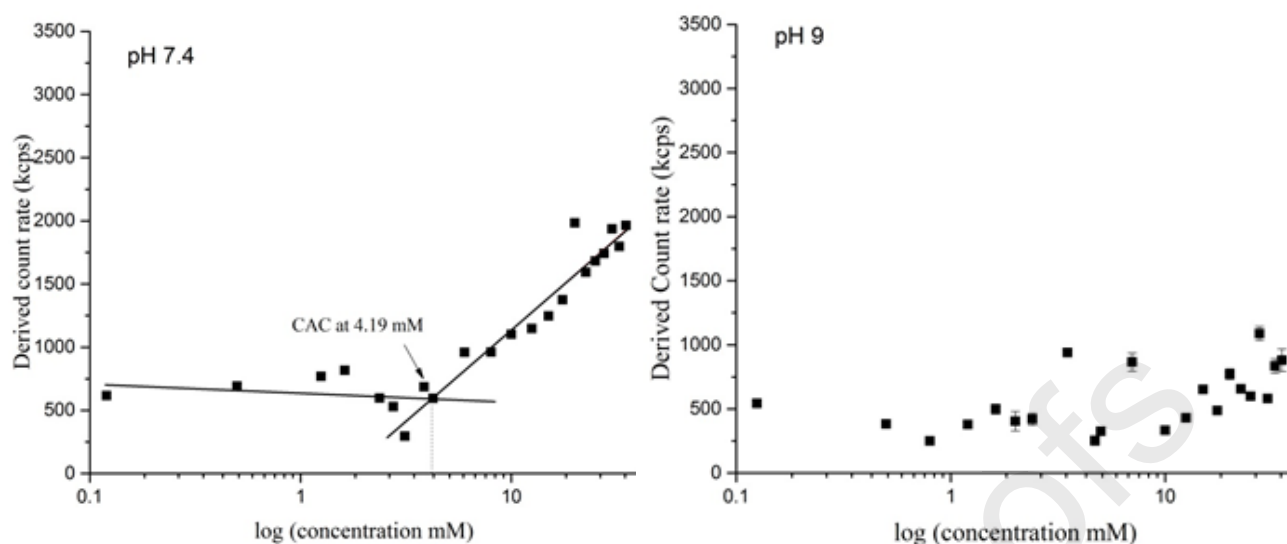 pH 7.4
Derived count rate (kcps)
3500
3000
2500
2000
1500
1000
500
0
CAC at 4.19 mM
0.1
1
10
log (concentration mM)
pH 9
Derived Count rate (kcps)
3500
3000
2500
2000
1500
1000
500
0
0.1
1
10
log (concentration mM)
ofs